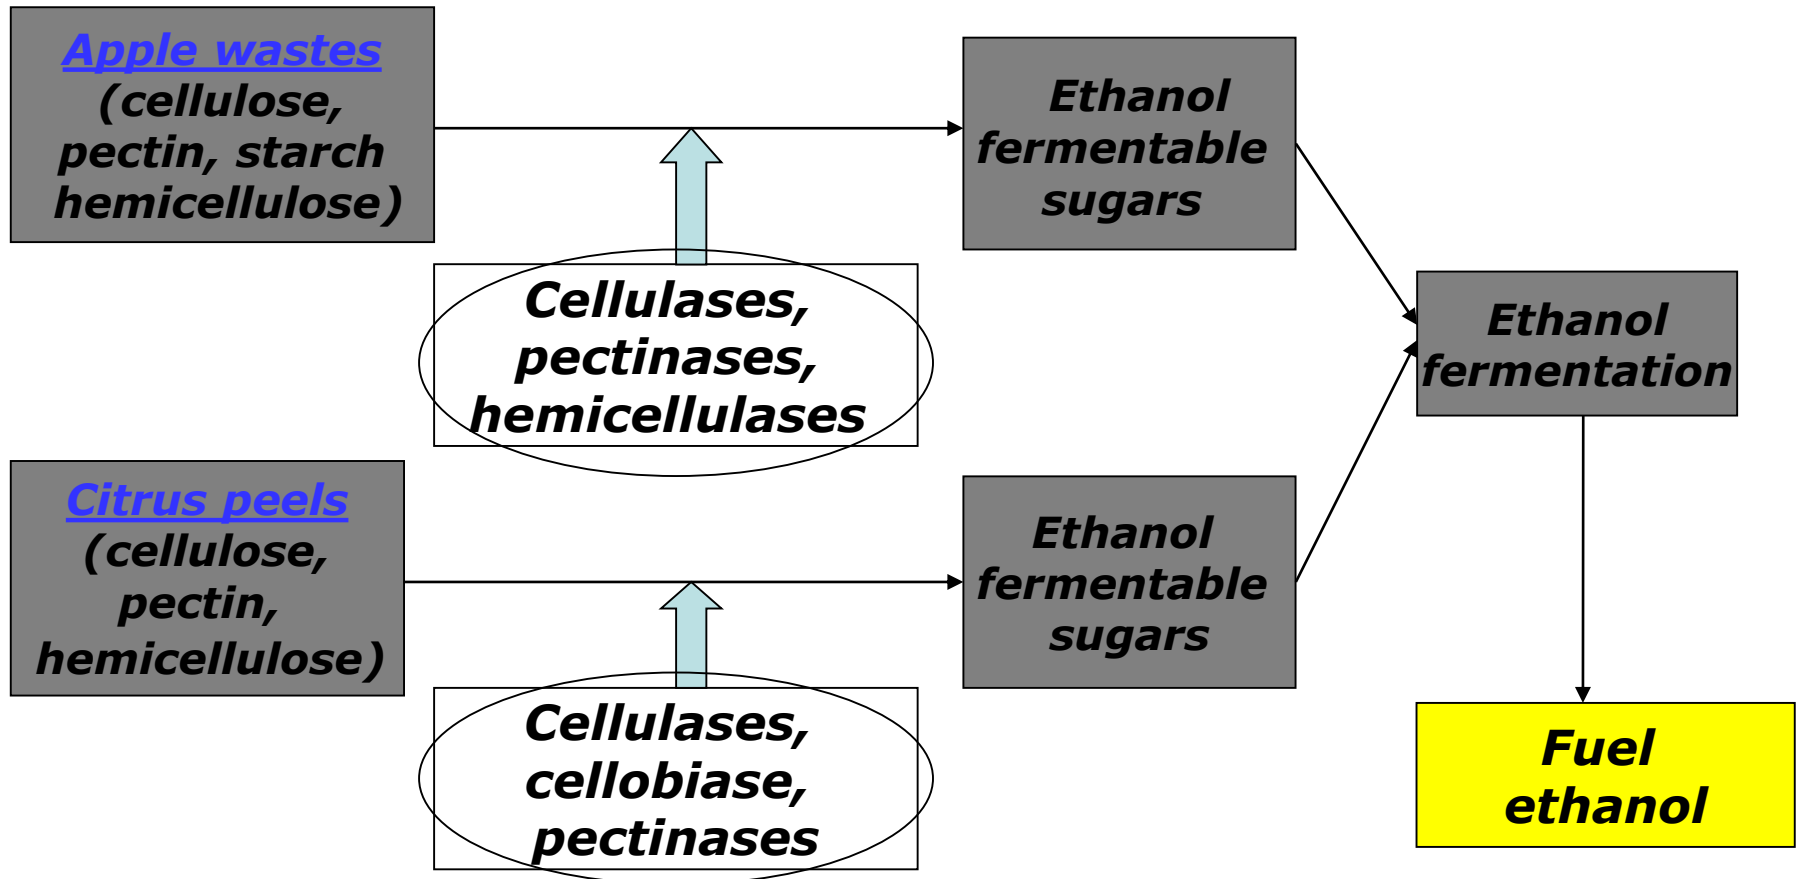 Apple wastes
(cellulose,
pectin, starch
hemicellulose)
Ethanol
fermentable
sugars
Cellulases,
pectinases,
hemicellulases
Ethanol
fermentation
Citrus peels
(cellulose,
pectin,
hemicellulose)
Ethanol
fermentable
sugars
Cellulases,
cellobiase,
pectinases
Fuel
ethanol